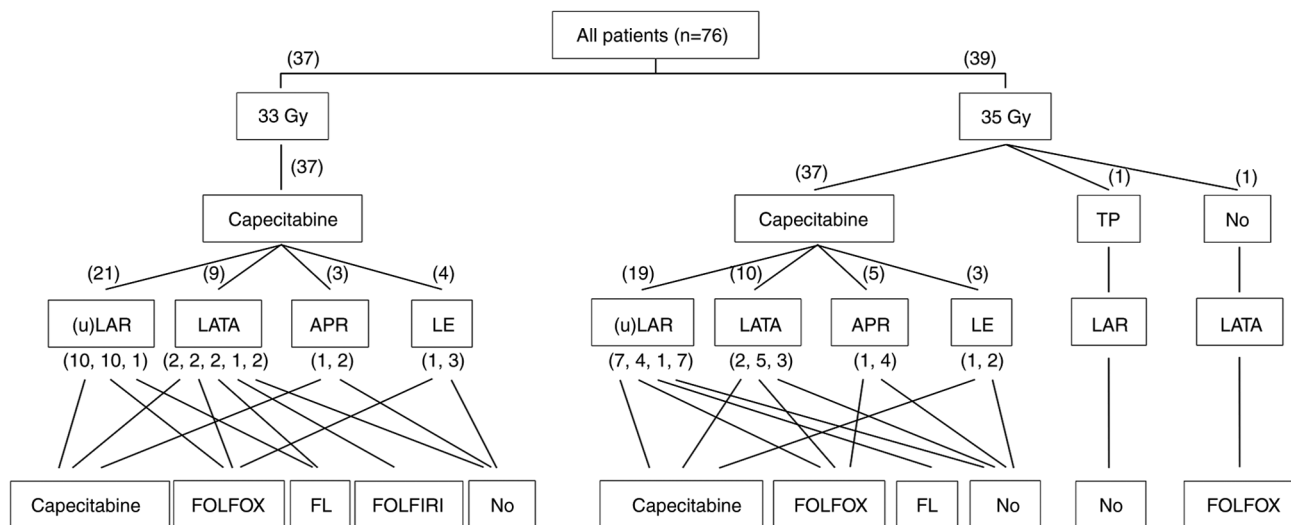 All patients (n=76)
(37) (39)
33 Gy 35 Gy
(37) (37) (1) (1)
Capecitabine Capecitabine TP No
(21) (9) (3) (4) (19) (10) (5) (3)
(u)LAR LATA APR LE (u)LAR LATA APR LE LAR LATA
(10, 10, 1) (2, 2, 2, 1, 2) (1, 2) (1, 3) (7, 4, 1, 7) (2, 5, 3) (1, 4) (1, 2)
Capecitabine FOLFOX FL FOLFIRI No Capecitabine FOLFOX FL No No FOLFOX